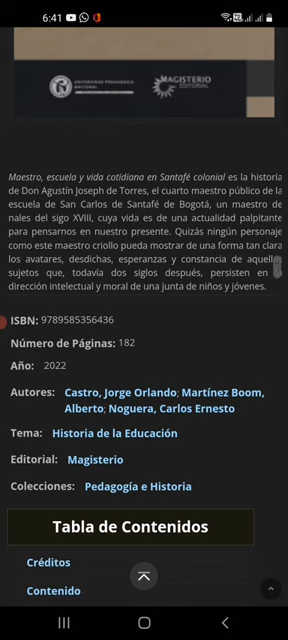 6:41
UNIVERSIDAD PEDAGOGICA
NACIONAL
MAGISTERIO
EDITORIAL
Maestro, escuela y vida cotidiana en Santafé colonial es la historia
de Don Agustín Joseph de Torres, el cuarto maestro público de la
escuela de San Carlos de Santafé de Bogotá, un maestro de
nales del sigo XVIII, cuya vida es de una actualidad palpitante
para pensarnos en nuestro presente. Quizás ningún personaje
como este maestro criollo pueda mostrar de una forma tan clara
los avatares, desdichas, esperanzas y constancia de aquello
sujetos que, todavía dos siglos después, persisten en
dirección intelectual y moral de una junta de niños y jóvenes.
ISBN: 9789585356436
Número de Páginas: 182
Año: 2022
Autores: Castro, Jorge Orlando; Martínez Boom,
Alberto; Noguera, Carlos Ernesto
Tema: Historia de la Educación
Editorial: Magisterio
Colecciones: Pedagogía e Historia
Tabla de Contenidos
Créditos
Contenido